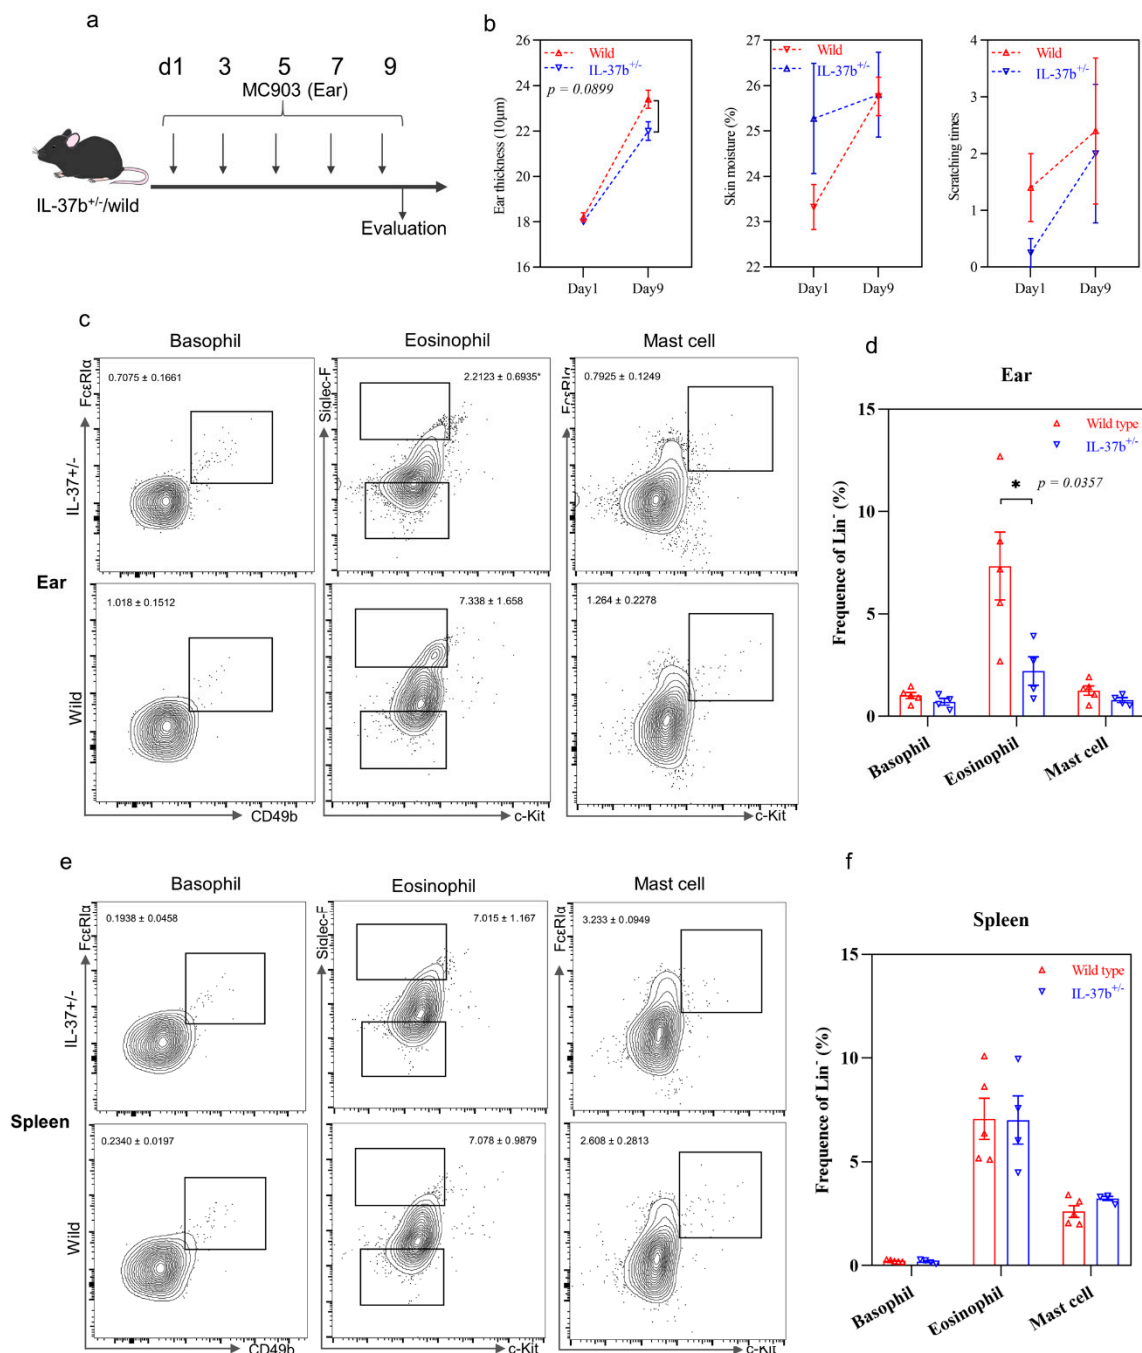 a
d1 3 5 7 9
MC903 (Ear)
IL-37b+/-/wild
Evaluation
b
26
24
22
20
18
16
Ear thickness (10μm)
Wild
IL-37b+/-
p = 0.0899
Day1
Day9
27
26
25
24
23
22
Skin moisture (%)
Wild
IL-37b+/-
Day1
Day9
5
4
3
2
1
0
Scratching times
Wild
IL-37b+/-
Day1
Day9
c
Basophil
Eosinophil
Mast cell
Ear
IL-37+/-
FcεRIα
0.7075 ± 0.1661
Siglec-F
2.2123 ± 0.6935*
FcεRIα
0.7925 ± 0.1249
Wild
1.018 ± 0.1512
7.338 ± 1.658
1.264 ± 0.2278
CD49b
c-Kit
c-Kit
d
Ear
Wild type
IL-37b+/-
* p = 0.0357
Frequence of Lin- (%)
15
10
5
0
Basophil
Eosinophil
Mast cell
e
Basophil
Eosinophil
Mast cell
Spleen
IL-37+/-
FcεRIα
0.1938 ± 0.0458
Siglec-F
7.015 ± 1.167
FcεRIα
3.233 ± 0.0949
Wild
0.2340 ± 0.0197
7.078 ± 0.9879
2.608 ± 0.2813
CD49b
c-Kit
c-Kit
f
Spleen
Wild type
IL-37b+/-
Frequence of Lin- (%)
15
10
5
0
Basophil
Eosinophil
Mast cell